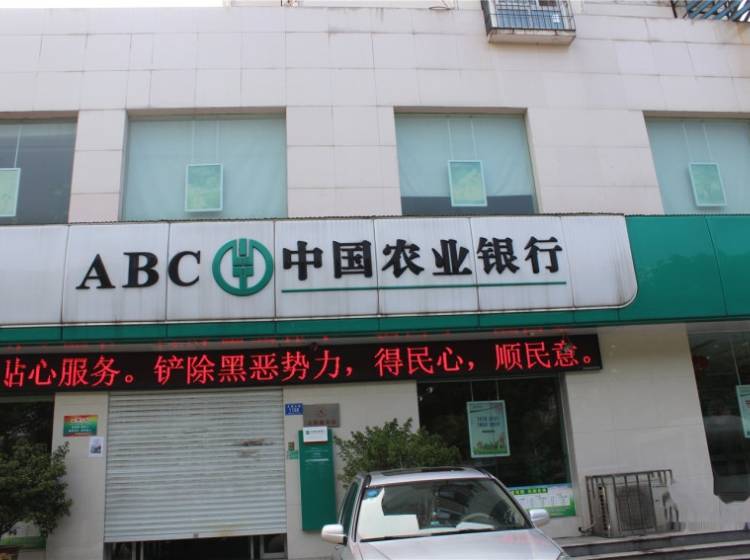 ABC 中国农业银行
贴心服务。铲除黑恶势力，得民心，顺民意。